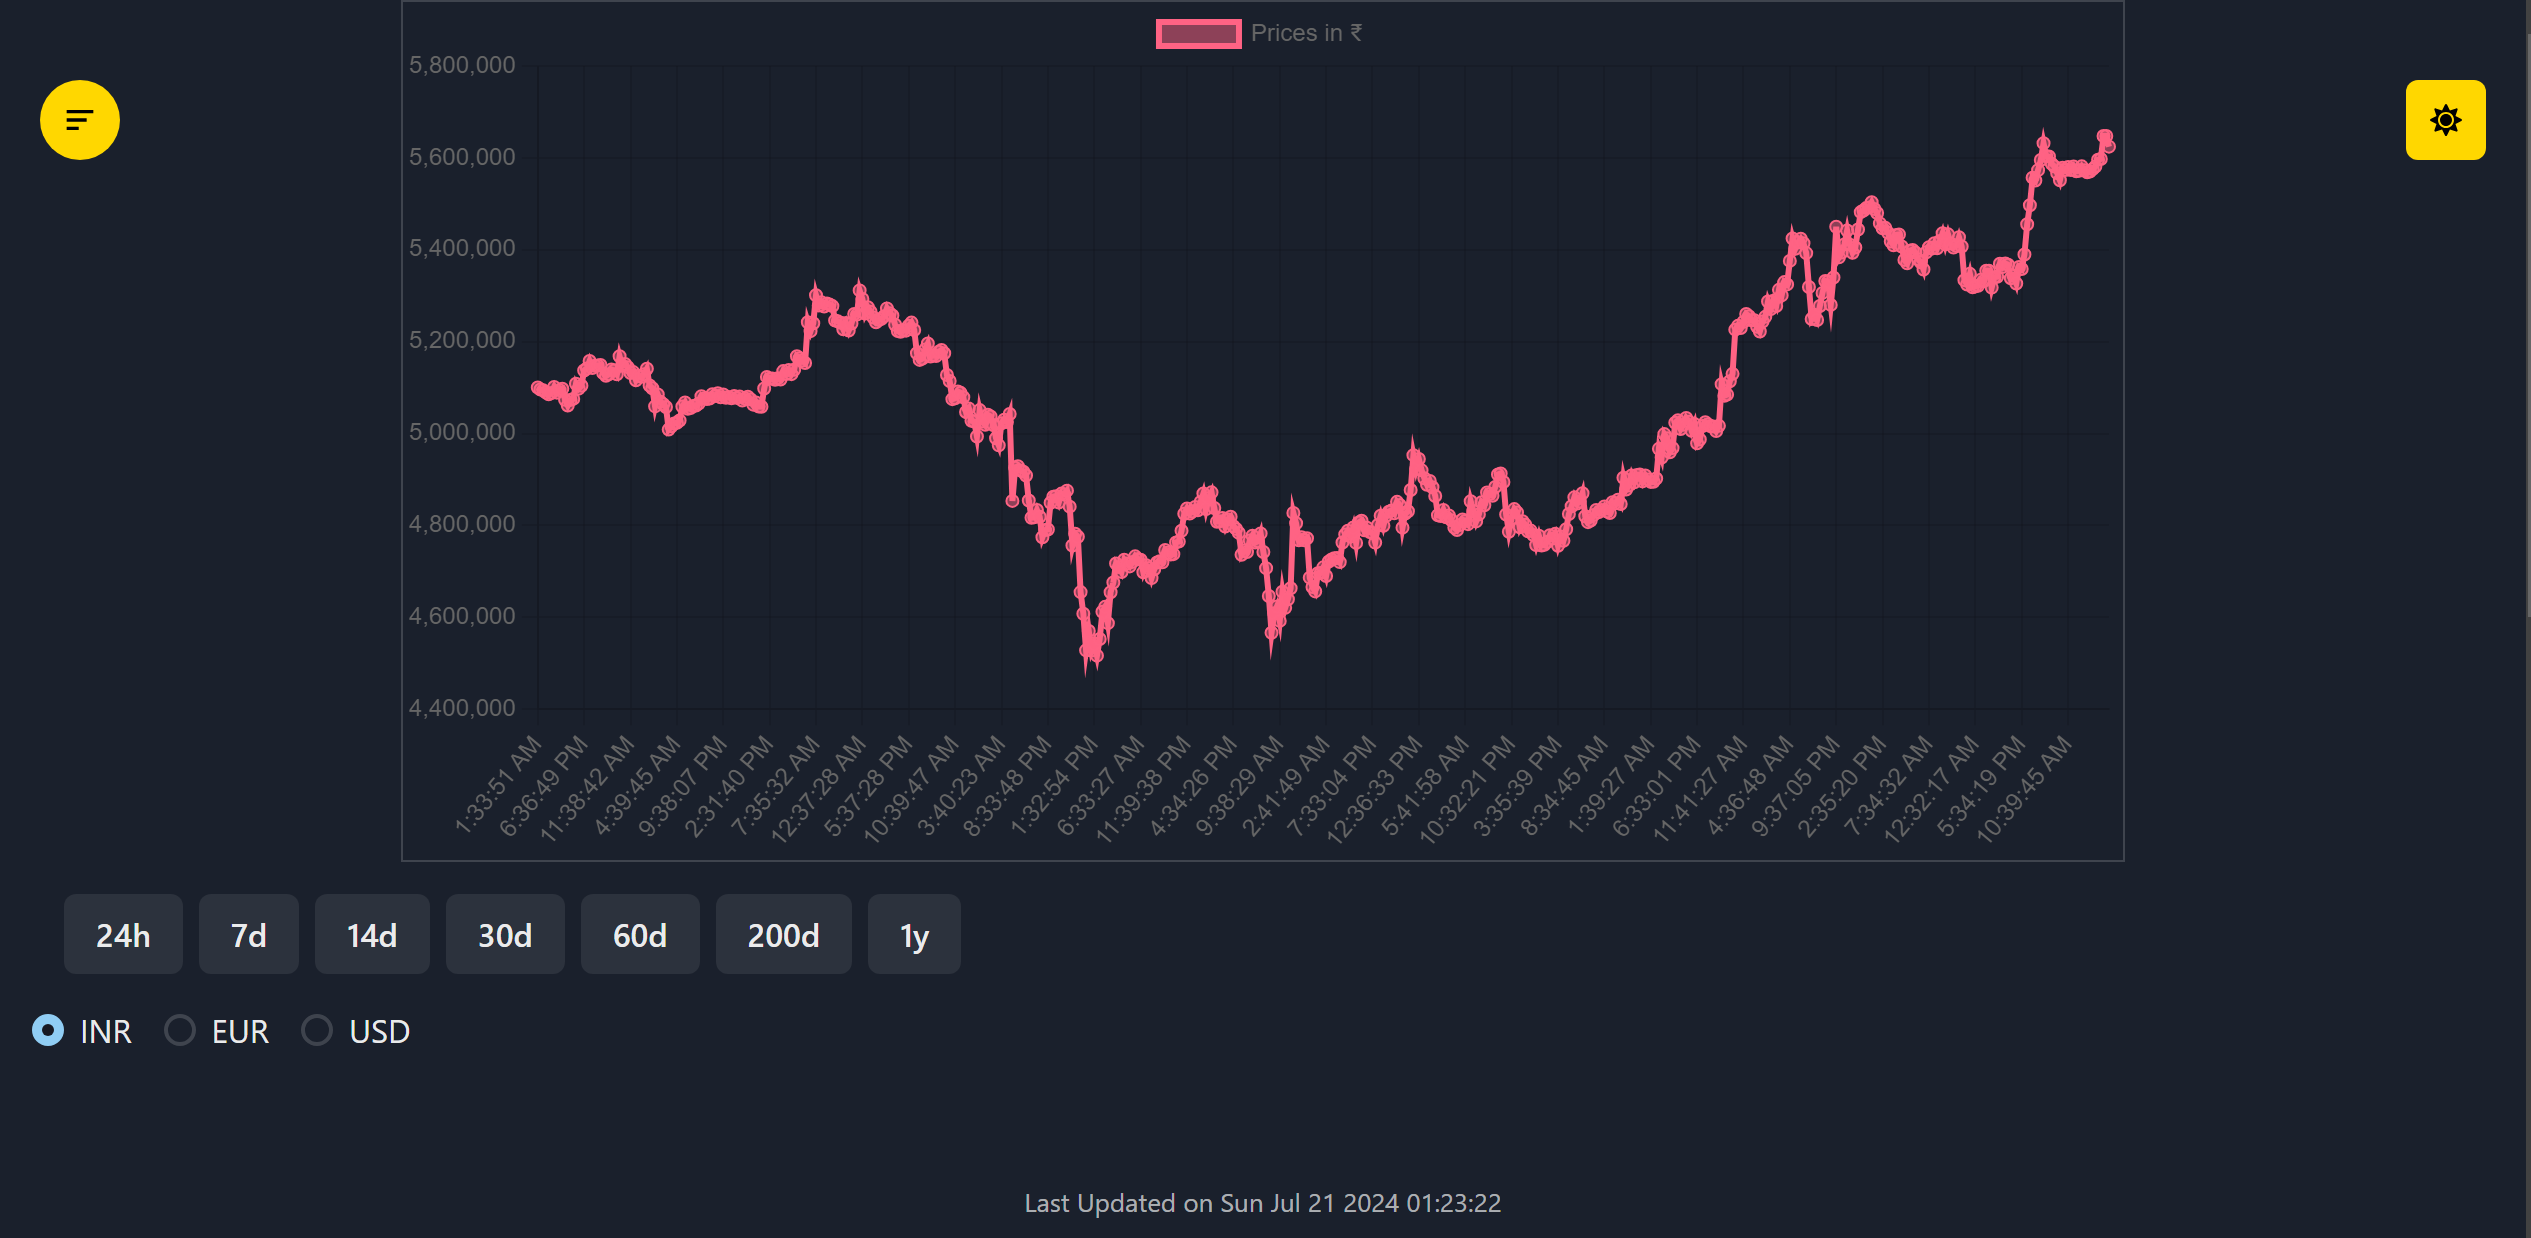 Prices in ₹
5,800,000
5,600,000
5,400,000
5,200,000
5,000,000
4,800,000
4,600,000
4,400,000
1:33:51 AM
6:36:49 PM
11:38:42 AM
4:39:45 AM
9:38:07 PM
2:31:40 PM
7:35:32 AM
12:37:28 AM
5:37:28 PM
10:39:47 AM
3:40:23 AM
8:33:48 PM
1:32:54 PM
6:33:27 AM
11:39:38 PM
4:34:26 PM
9:38:29 AM
2:41:49 AM
7:33:04 PM
12:36:33 PM
5:41:58 AM
10:32:21 PM
3:35:39 PM
8:34:45 AM
1:39:27 AM
6:33:01 PM
11:41:27 AM
4:36:48 AM
9:37:05 PM
2:35:20 PM
7:34:32 AM
12:32:17 AM
5:34:19 PM
10:39:45 AM
24h 7d 14d 30d 60d 200d 1y
INR EUR USD
Last Updated on Sun Jul 21 2024 01:23:22